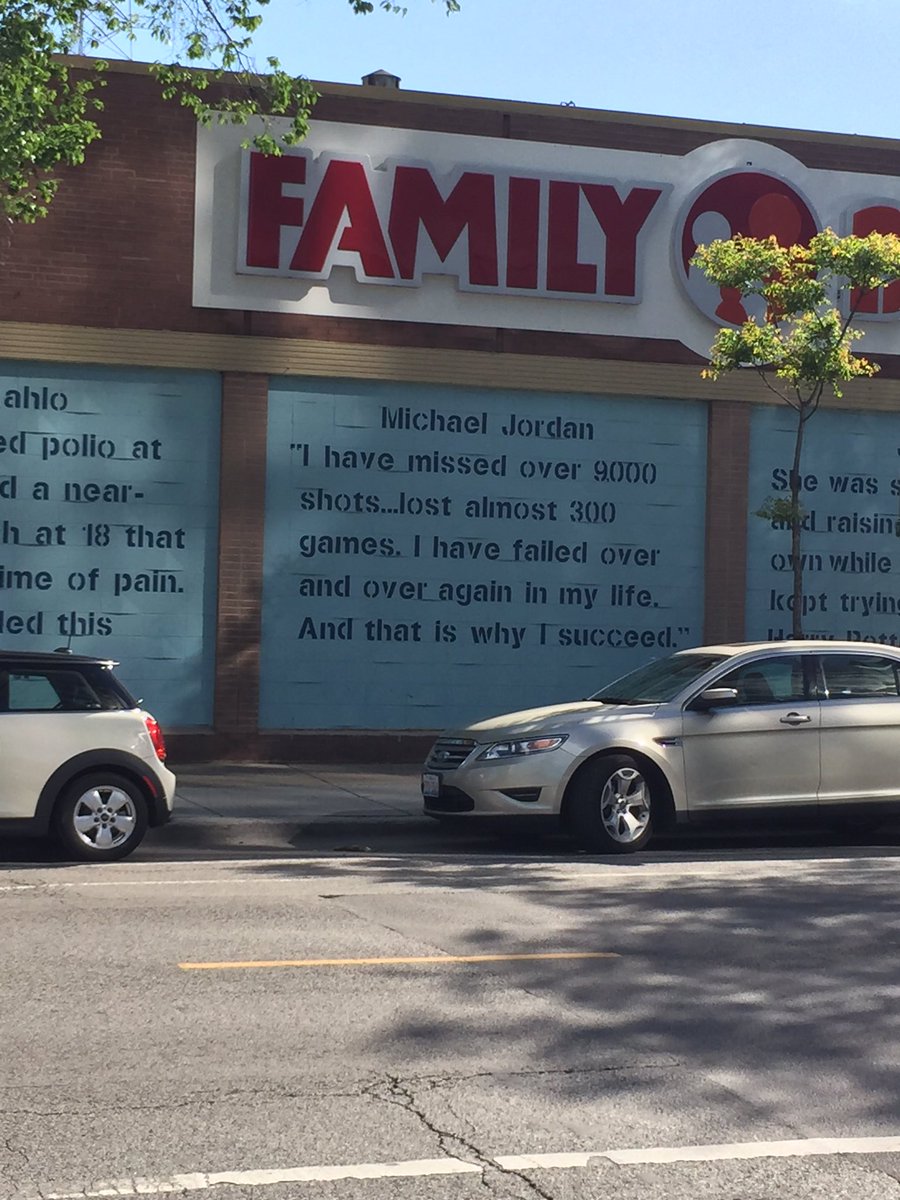 FAMILY
ahlo
ed polio at
d a near-
h at 18 that
ime of pain.
led this
Michael Jordan
"I have missed over 9000
shots...lost almost 300
games. I have failed over
and over again in my life.
And that is why I succeed."
She was s
and raising
own while
kept trying
Harry Pott